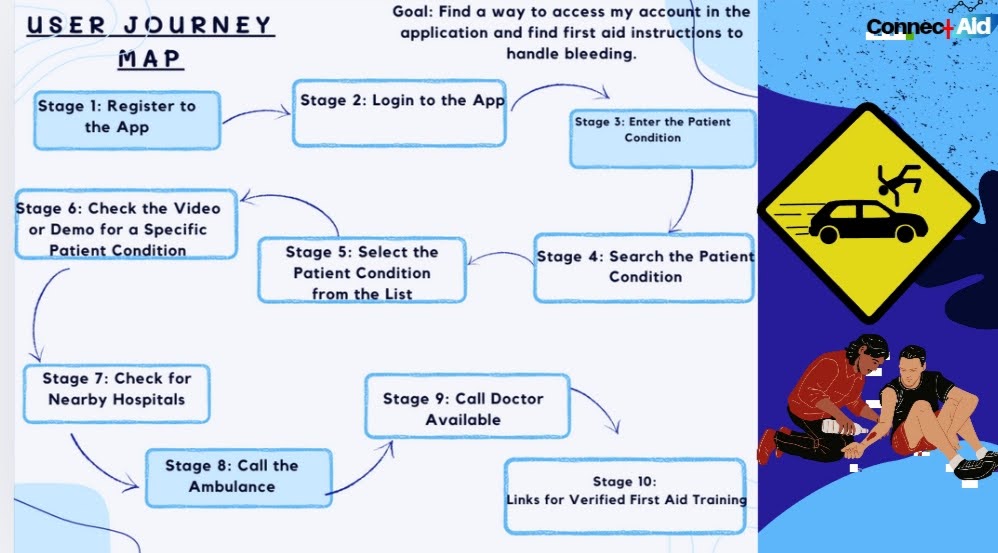 USER JOURNEY
MAP
Goal: Find a way to access my account in the
application and find first aid instructions to
handle bleeding.
Connect Aid
Stage 1: Register to
the App
Stage 2: Login to the App
Stage 3: Enter the Patient
Condition
Stage 4: Search the Patient
Condition
Stage 5: Select the
Patient Condition
from the List
Stage 6: Check the Video
or Demo for a Specific
Patient Condition
Stage 7: Check for
Nearby Hospitals
Stage 8: Call the
Ambulance
Stage 9: Call Doctor
Available
Stage 10:
Links for Verified First Aid Training